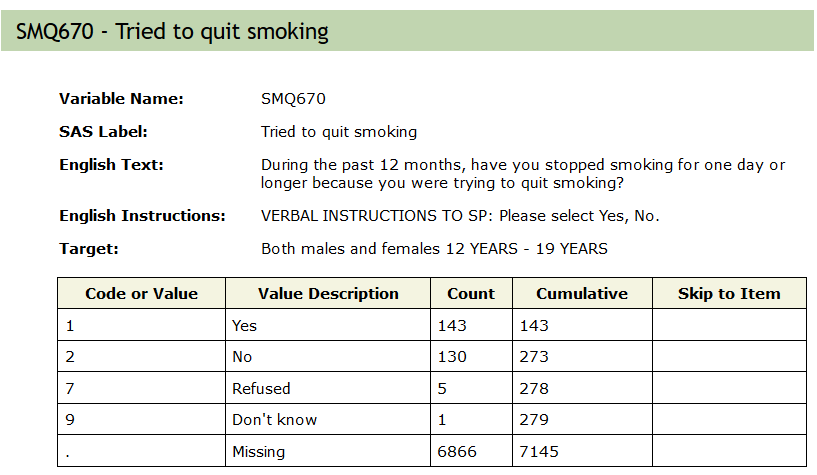 SMQ670 - Tried to quit smoking
Variable Name: SMQ670
SAS Label: Tried to quit smoking
English Text: During the past 12 months, have you stopped smoking for one day or
longer because you were trying to quit smoking?
English Instructions: VERBAL INSTRUCTIONS TO SP: Please select Yes, No.
Target: Both males and females 12 YEARS - 19 YEARS
Code or Value Value Description Count Cumulative Skip to Item
1 Yes 143 143
2 No 130 273
7 Refused 5 278
9 Don't know 1 279
. Missing 6866 7145